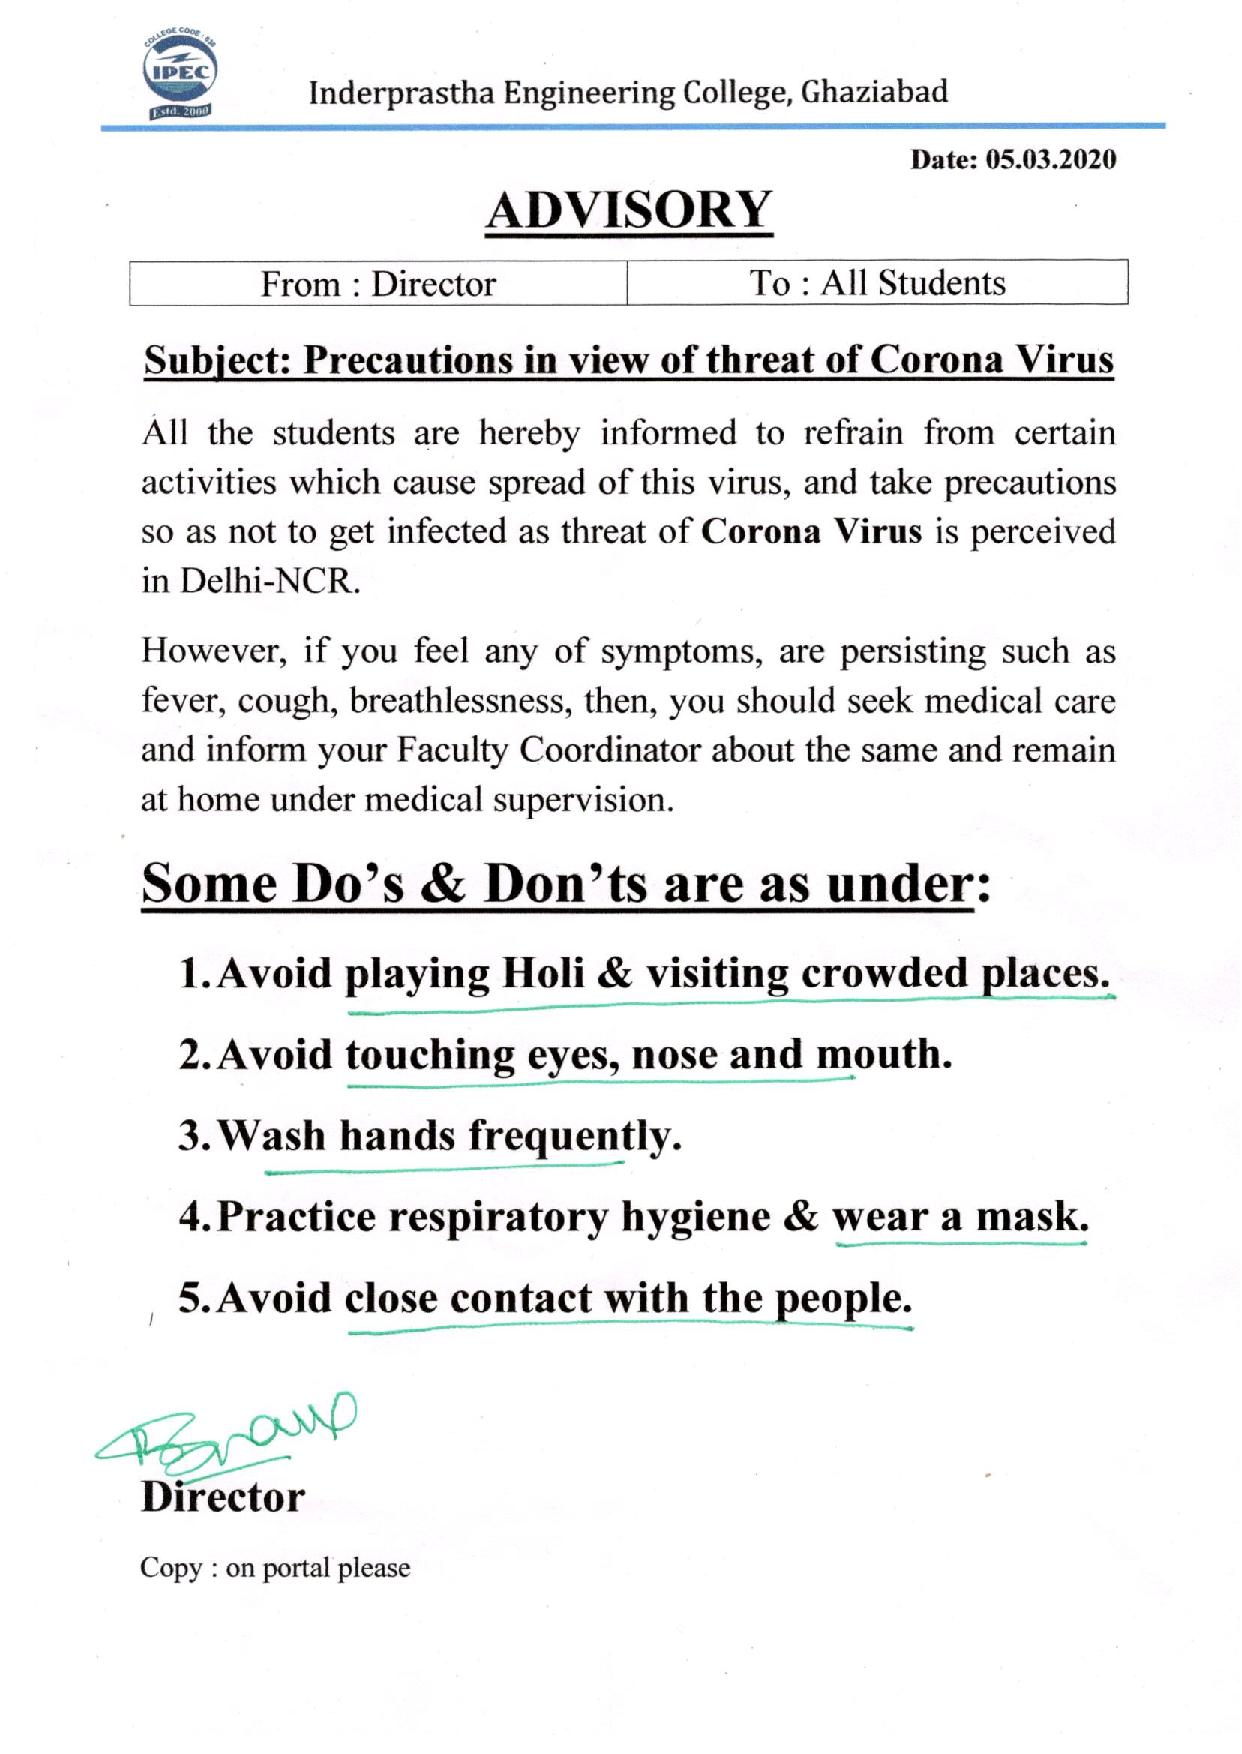 COLLEGE CODE - 030
IPEC
Estd. 2000
Inderprastha Engineering College, Ghaziabad
Date: 05.03.2020
ADVISORY
From : Director
To : All Students
Subject: Precautions in view of threat of Corona Virus
All the students are hereby informed to refrain from certain
activities which cause spread of this virus, and take precautions
so as not to get infected as threat of Corona Virus is perceived
in Delhi-NCR.
However, if you feel any of symptoms, are persisting such as
fever, cough, breathlessness, then, you should seek medical care
and inform your Faculty Coordinator about the same and remain
at home under medical supervision.
Some Do's & Don'ts are as under:
1. Avoid playing Holi & visiting crowded places.
2. Avoid touching eyes, nose and mouth.
3. Wash hands frequently.
4. Practice respiratory hygiene & wear a mask.
5. Avoid close contact with the people.
Director
Copy : on portal please